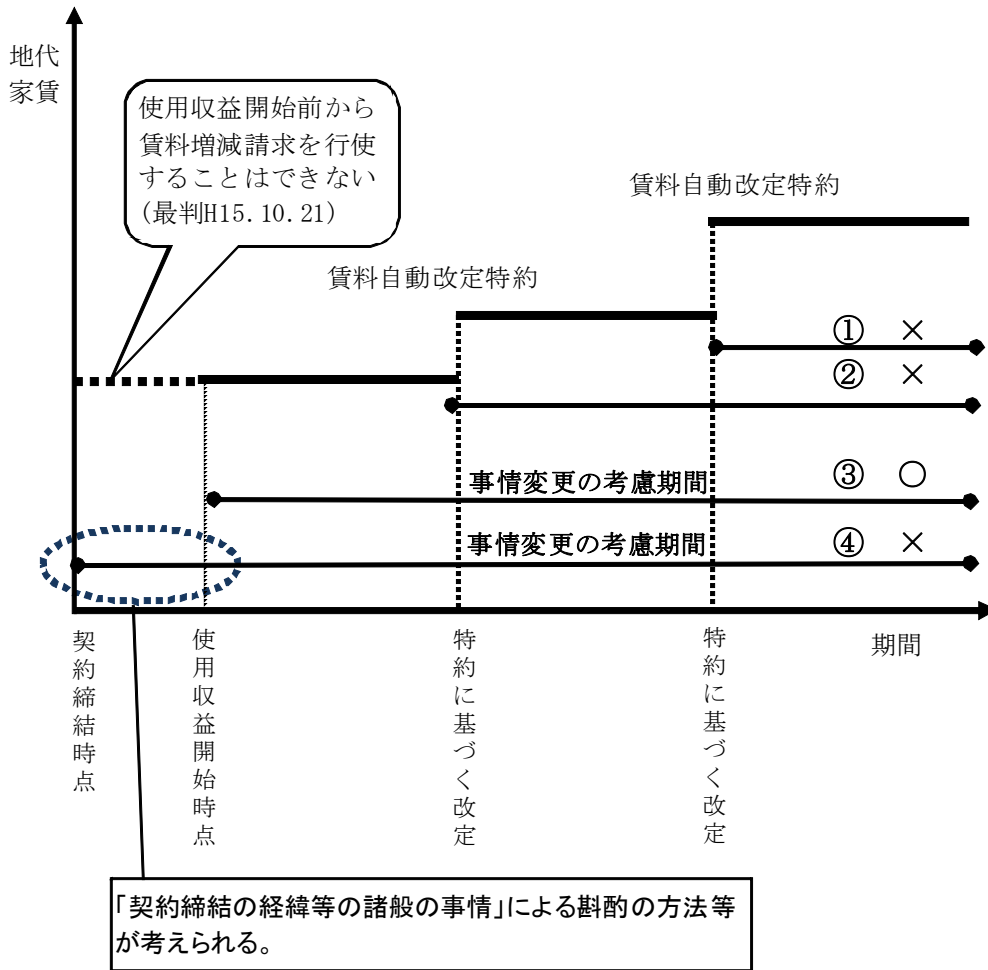 地代
家賃
使用収益開始前から
賃料増減請求を行使
することはできない
(最判H15.10.21)
賃料自動改定特約
賃料自動改定特約
① ×
② ×
事情変更の考慮期間 ③ ○
事情変更の考慮期間 ④ ×
契約締結時点
使用収益開始時点
特約に基づく改定
特約に基づく改定
期間
「契約締結の経緯等の諸般の事情」による斟酌の方法等
が考えられる。